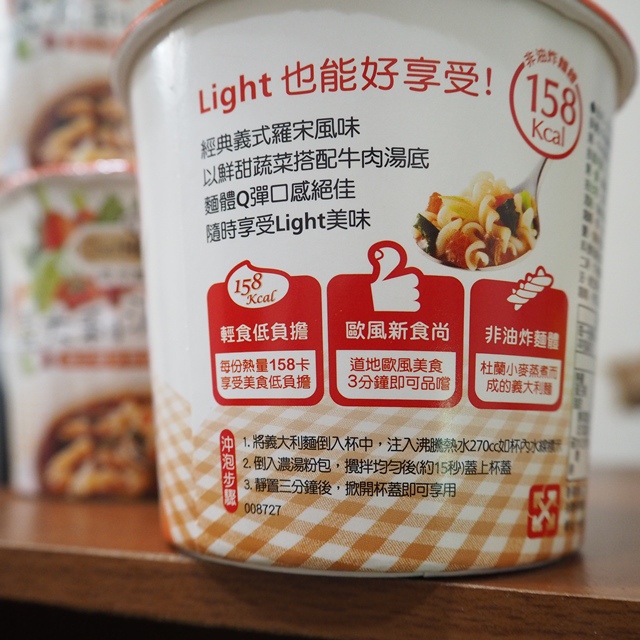 Light 也能好享受!
158
Kcal
經典義式羅宋風味
以鮮甜蔬菜搭配牛肉湯底
麵體Q彈口感絕佳
隨時享受Light美味
158
Kcal
輕食低負擔
每份熱量158卡
享受美食低負擔
歐風新食尚
道地歐風美食
3分鐘即可品嚐
非油炸麵體
杜蘭小麥蒸煮而
成的義大利麵
沖泡步驟
1. 將義大利麵倒入杯中，注入沸騰熱水270cc如杯內水線標示
2. 倒入濃湯粉包，攪拌均勻後(約15秒)蓋上杯蓋
3. 靜置三分鐘後，掀開杯蓋即可享用
008727